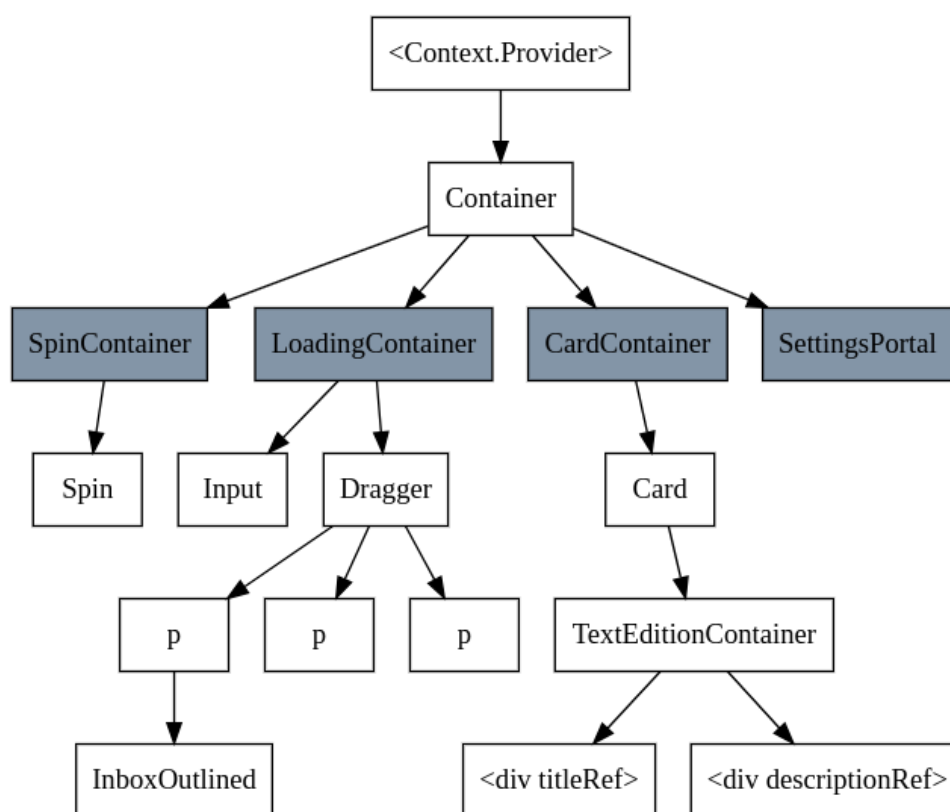 <Context.Provider>
Container
SpinContainer
LoadingContainer
CardContainer
SettingsPortal
Spin
Input
Dragger
Card
p
p
p
TextEditionContainer
InboxOutlined
<div titleRef>
<div descriptionRef>